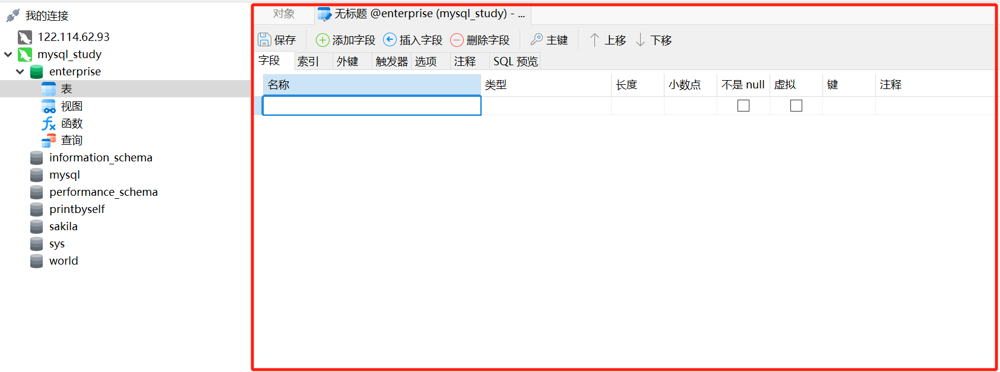 我的连接
122.114.62.93
mysql_study
enterprise
表
视图
函数
查询
information_schema
mysql
performance_schema
printbyself
sakila
sys
world
对象 无标题 @enterprise (mysql_study) - ...
保存 添加字段 插入字段 删除字段 主键 上移 下移
字段 索引 外键 触发器 选项 注释 SQL 预览
名称 类型 长度 小数点 不是 null 虚拟 键 注释